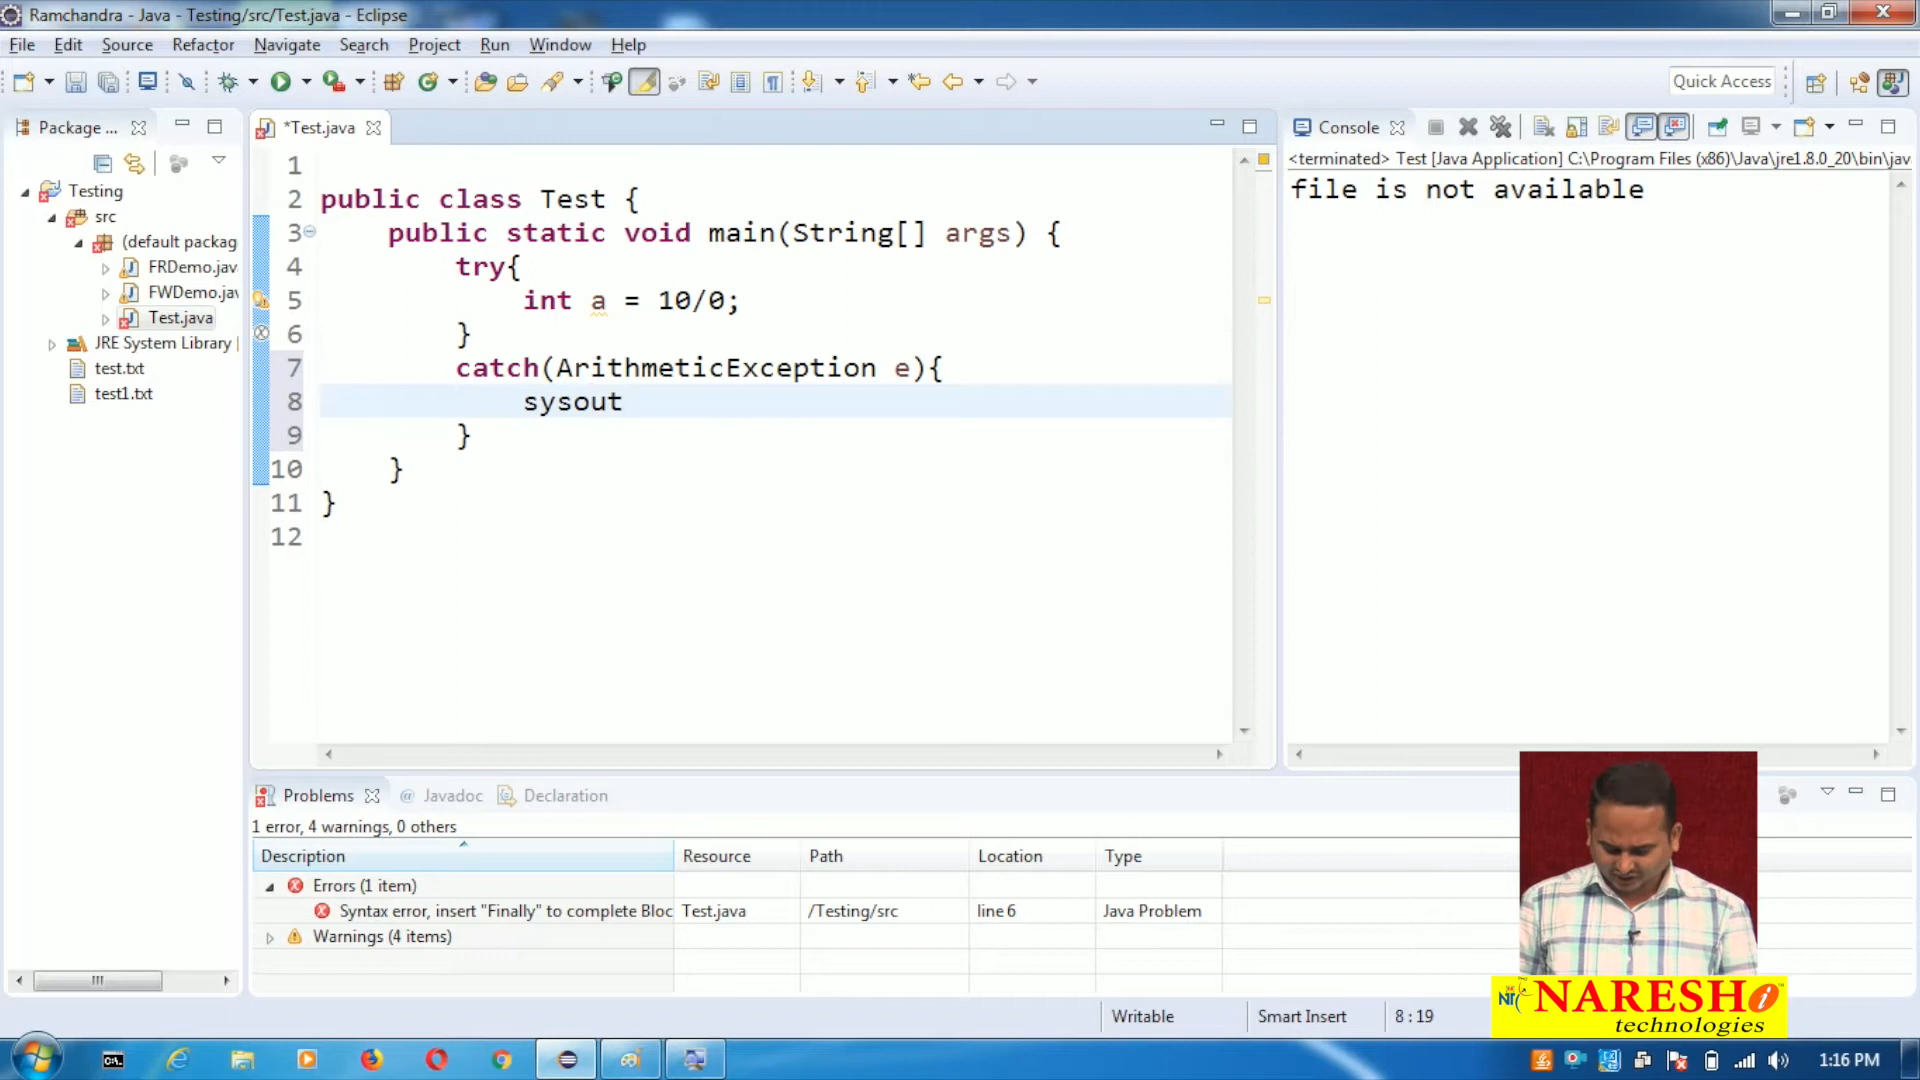 Ramchandra - Java - Testing/src/Test.java - Eclipse
File Edit Source Refactor Navigate Search Project Run Window Help
Quick Access
Package ...
*Test.java
Console
<terminated> Test [Java Application] C:\Program Files (x86)\Java\jre1.8.0_20\bin\jav
file is not available
Testing
src
(default packag
FRDemo.jav
FWDemo.jav
Test.java
JRE System Library
test.txt
test1.txt
1
2 public class Test {
3 public static void main(String[] args) {
4 try{
5 int a = 10/0;
6 }
7 catch(ArithmeticException e){
8 sysout
9 }
10 }
11 }
12
Problems @ Javadoc Declaration
1 error, 4 warnings, 0 others
Description Resource Path Location Type
Errors (1 item)
Syntax error, insert "Finally" to complete Bloc Test.java /Testing/src line 6 Java Problem
Warnings (4 items)
Writable Smart Insert 8 : 19
NARESH i
technologies
1:16 PM